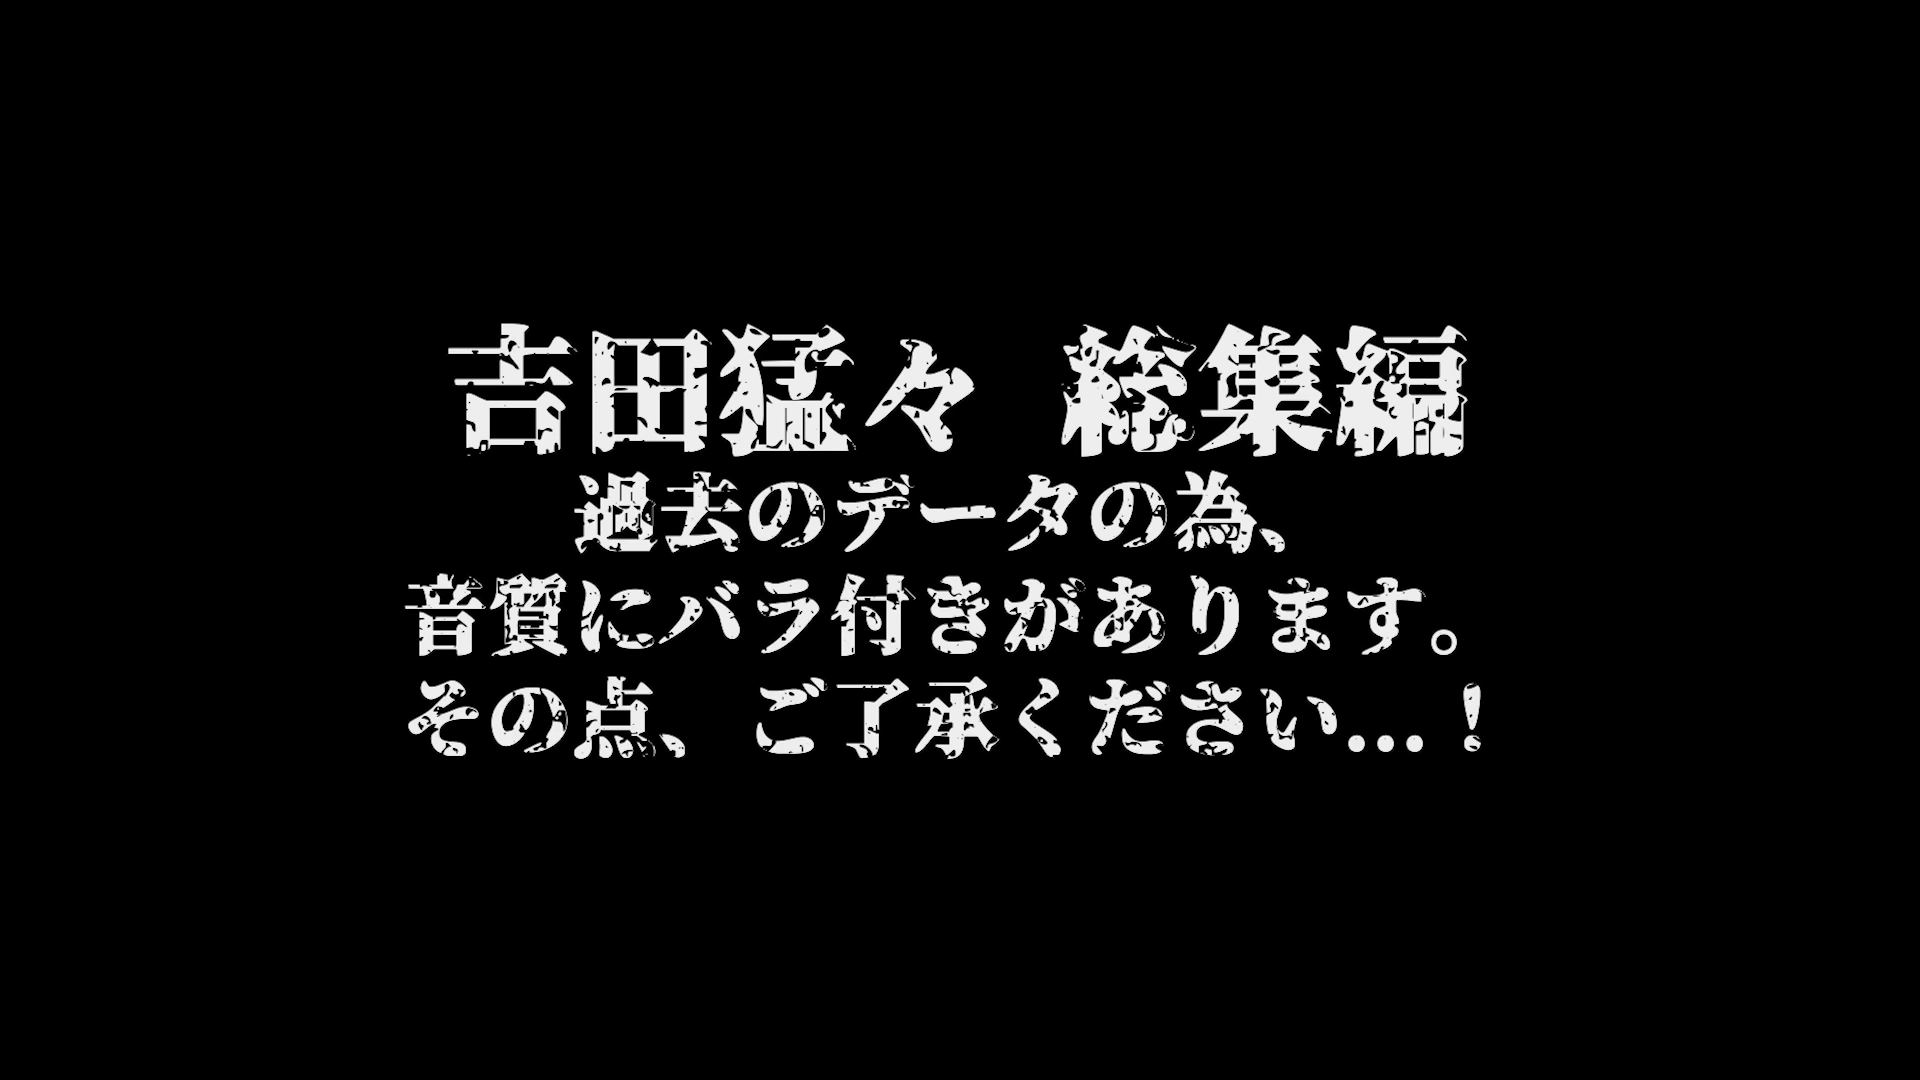 吉田猛々 総集編
過去のデータの為、
音質にバラ付きがあります。
その点、ご了承ください…！